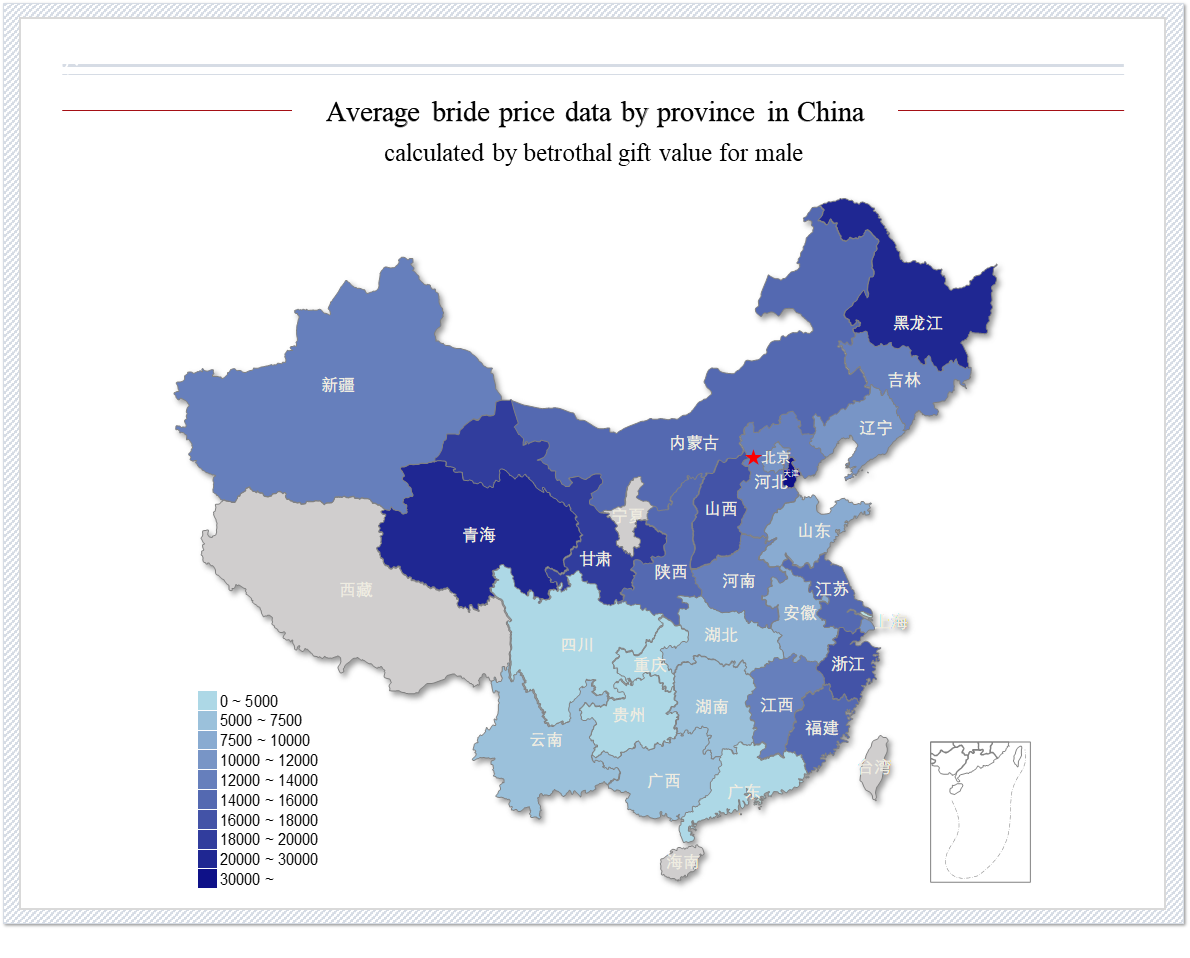 Average bride price data by province in China
calculated by betrothal gift value for male
黑龙江
吉林
新疆
辽宁
内蒙古
北京
天津
河北
山西
宁夏
山东
青海
甘肃
陕西
河南
西藏
江苏
安徽
上海
湖北
四川
重庆
浙江
湖南
江西
贵州
福建
云南
广西
台湾
广东
海南
0 ~ 5000
5000 ~ 7500
7500 ~ 10000
10000 ~ 12000
12000 ~ 14000
14000 ~ 16000
16000 ~ 18000
18000 ~ 20000
20000 ~ 30000
30000 ~